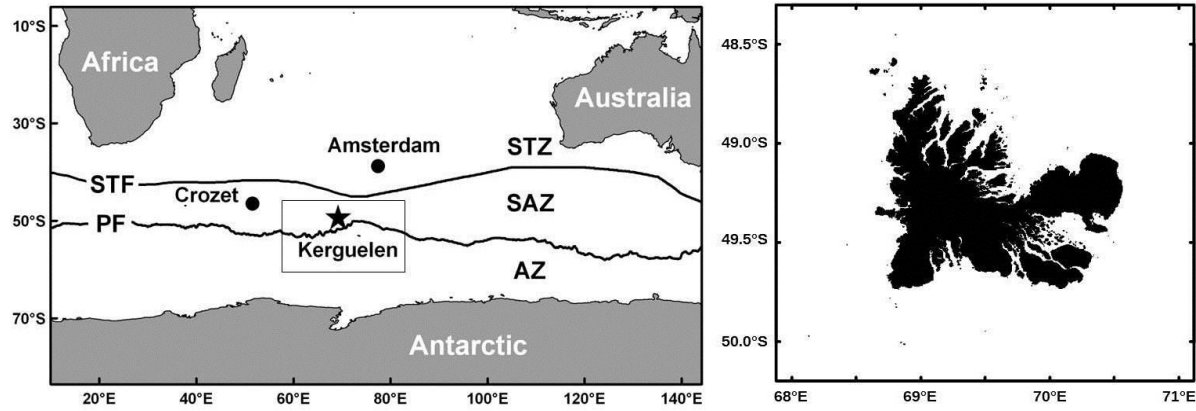 10°S
30°S
50°S
70°S
Africa
Australia
Amsterdam
STZ
STF
Crozet
SAZ
PF
Kerguelen
AZ
Antarctic
20°E
40°E
60°E
80°E
100°E
120°E
140°E
48.5°S
49.0°S
49.5°S
50.0°S
68°E
69°E
70°E
71°E